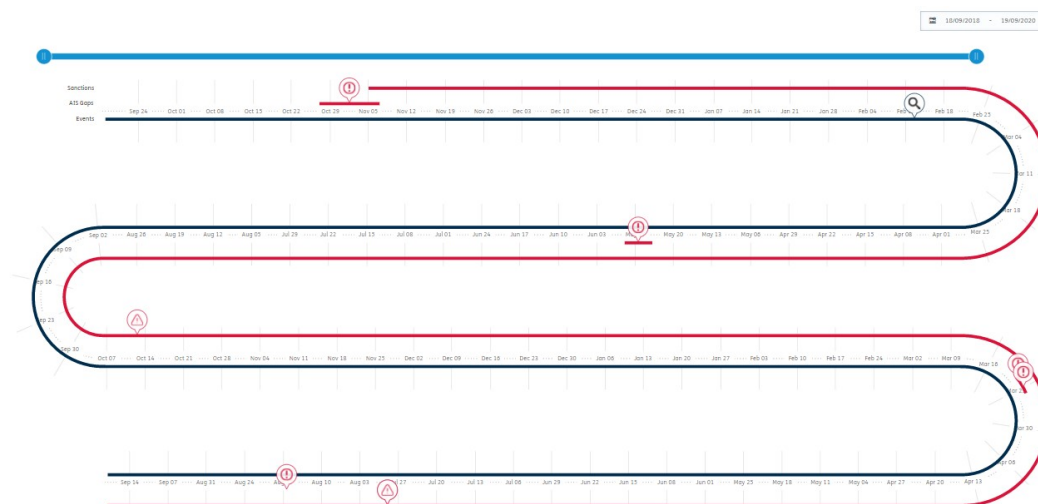 10/09/2018 - 19/09/2020
Sanctions
AIS Gaps
Sep 24 Oct 01 Oct 08 Oct 15 Oct 22 Oct 29 Nov 05 Nov 12 Nov 19 Nov 26 Dec 03 Dec 10 Dec 17 Dec 24 Dec 31 Jan 07 Jan 14 Jan 21 Jan 28 Feb 04 Feb Feb 18 Feb 25
Events
Mar 04
Mar 11
Mar 18
Mar 25
Sep 02 Aug 26 Aug 19 Aug 12 Aug 05 Jul 29 Jul 22 Jul 15 Jul 08 Jul 01 Jun 24 Jun 17 Jun 10 Jun 03 May 20 May 13 May 06 Apr 29 Apr 22 Apr 15 Apr 08 Apr 01
Sep 09
Sep 16
Sep 23
Sep 30
Oct 07 Oct 14 Oct 21 Oct 28 Nov 04 Nov 11 Nov 18 Nov 25 Dec 02 Dec 09 Dec 16 Dec 23 Dec 30 Jan 06 Jan 13 Jan 20 Jan 27 Feb 03 Feb 10 Feb 17 Feb 24 Mar 02 Mar 09 Mar 16
Mar
Mar 30
Apr 06
Sep 14 Sep 07 Aug 31 Aug 24 Aug 10 Aug 03 Jul 27 Jul 20 Jul 13 Jul 06 Jun 29 Jun 22 Jun 15 Jun 08 Jun 01 May 25 May 18 May 11 May 04 Apr 27 Apr 20 Apr 13